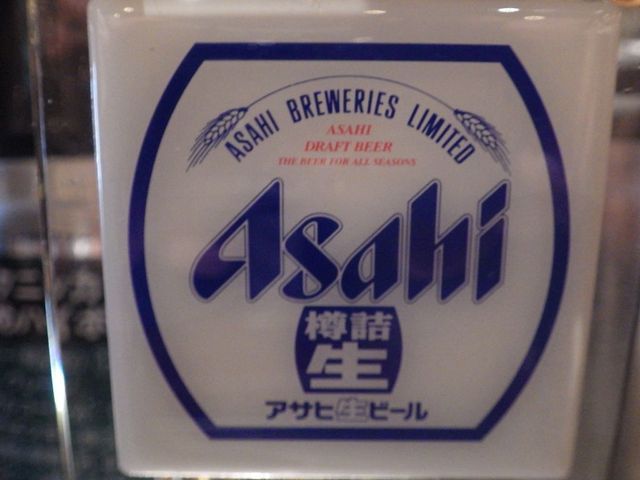 ASAHI BREWERIES LIMITED
ASAHI
DRAFT BEER
THE BEER FOR ALL SEASONS
Asahi
樽詰
生
アサヒ生ビール